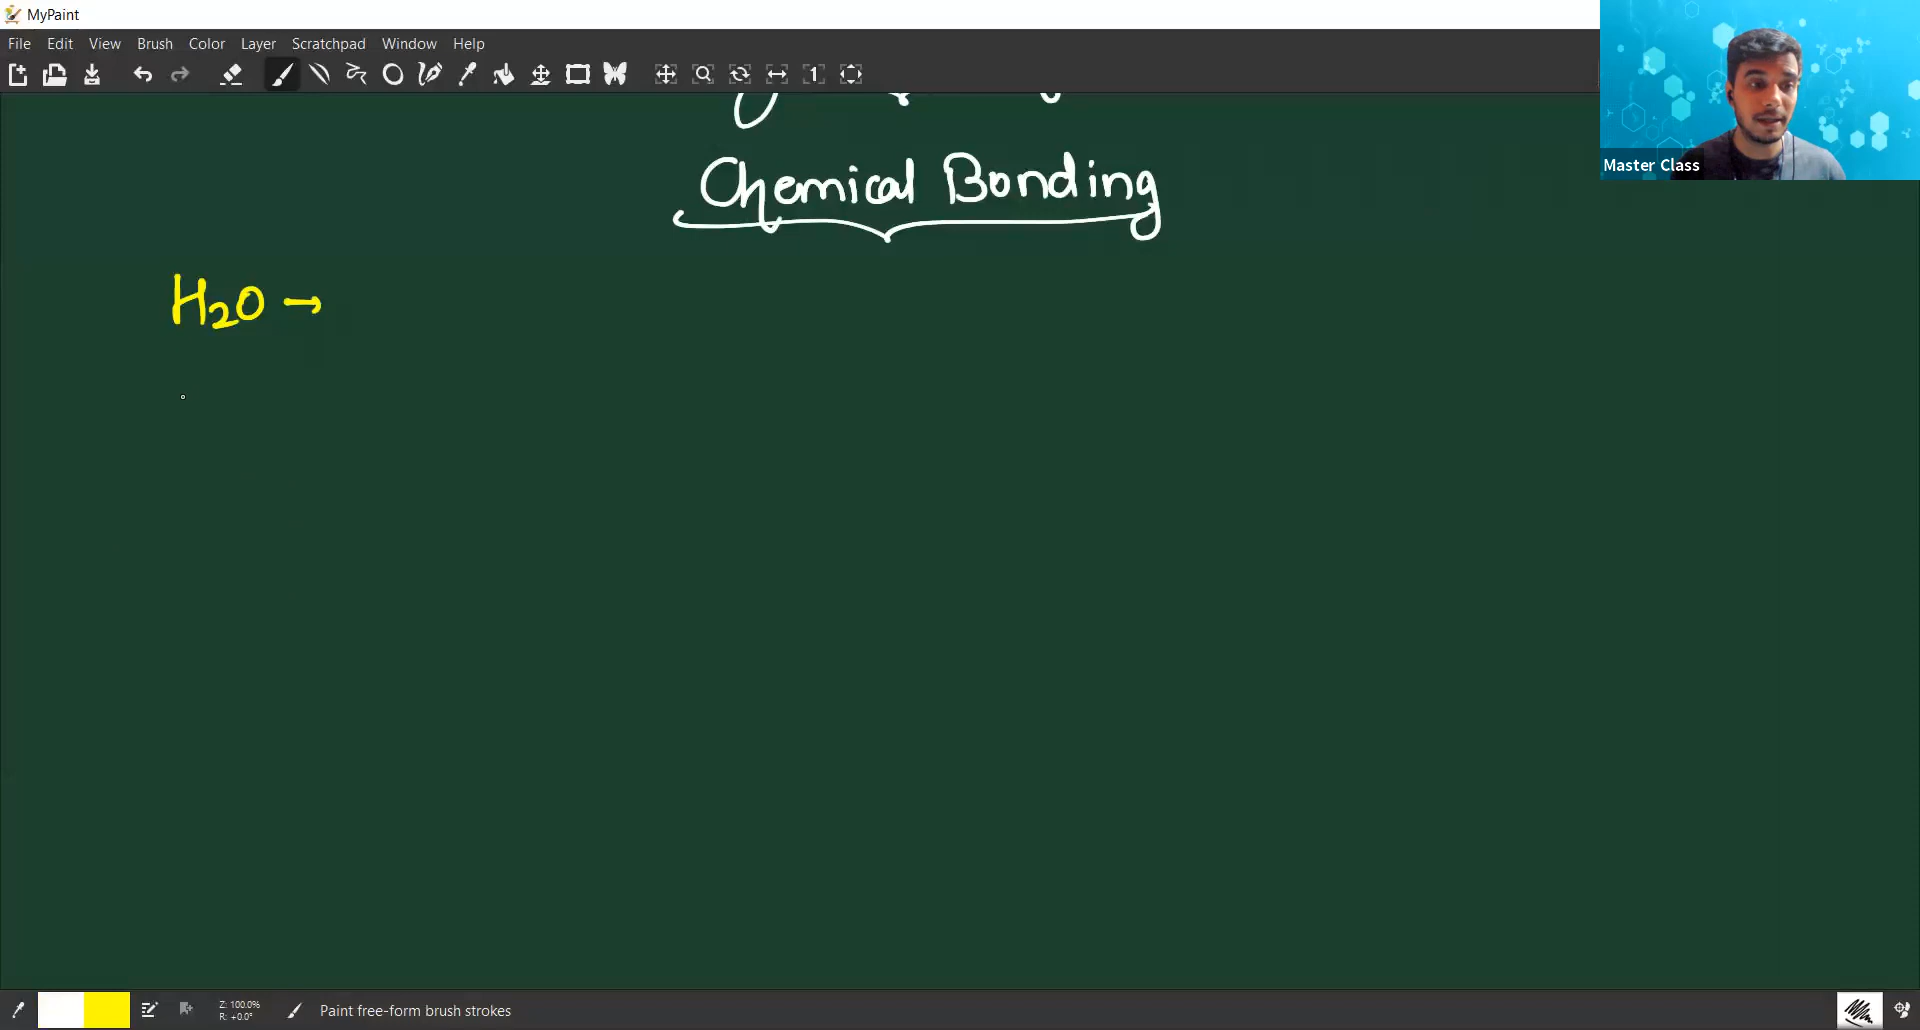 MyPaint
File Edit View Brush Color Layer Scratchpad Window Help
Master Class
Chemical Bonding
H₂O →
Z: 100.0%
R: +0.0°
Paint free-form brush strokes